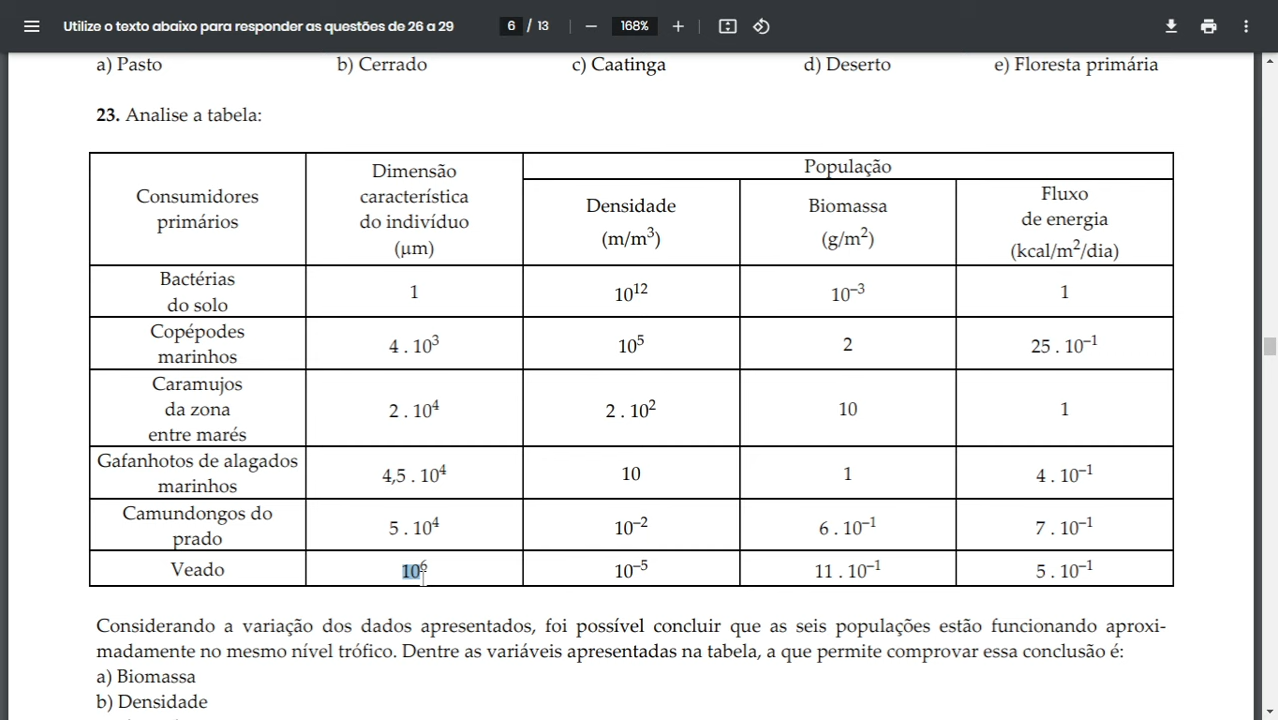 Utilize o texto abaixo para responder as questões de 26 a 29 6 / 13 168%
a) Pasto b) Cerrado c) Caatinga d) Deserto e) Floresta primária
23. Analise a tabela:
Consumidores primários Dimensão característica do indivíduo (µm) População
Densidade (m/m³) Biomassa (g/m²) Fluxo de energia (kcal/m²/dia)
Bactérias do solo 1 10¹² 10⁻³ 1
Copépodes marinhos 4 . 10³ 10⁵ 2 25 . 10⁻¹
Caramujos da zona entre marés 2 . 10⁴ 2 . 10² 10 1
Gafanhotos de alagados marinhos 4,5 . 10⁴ 10 1 4 . 10⁻¹
Camundongos do prado 5 . 10⁴ 10⁻² 6 . 10⁻¹ 7 . 10⁻¹
Veado 10⁶ 10⁻⁵ 11 . 10⁻¹ 5 . 10⁻¹
Considerando a variação dos dados apresentados, foi possível concluir que as seis populações estão funcionando aproxi-
madamente no mesmo nível trófico. Dentre as variáveis apresentadas na tabela, a que permite comprovar essa conclusão é:
a) Biomassa
b) Densidade